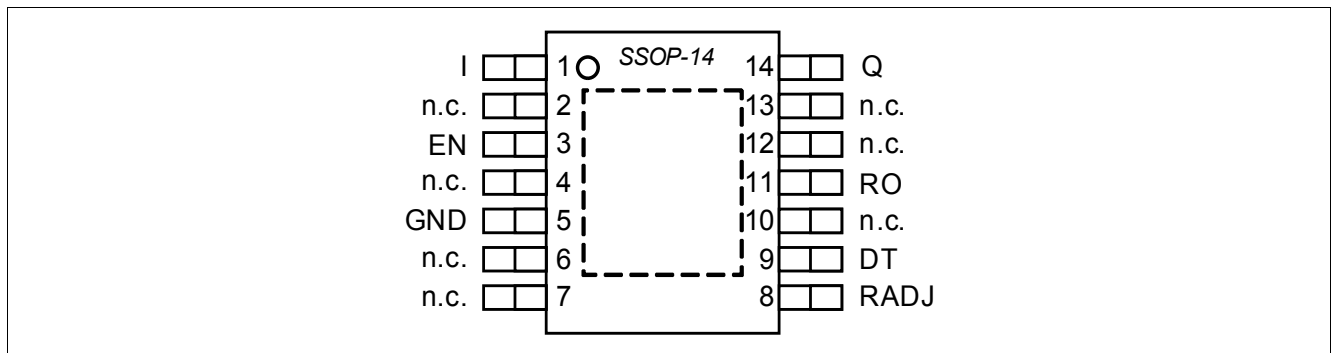 SSOP-14
I 1 14 Q
n.c. 2 13 n.c.
EN 3 12 n.c.
n.c. 4 11 RO
GND 5 10 n.c.
n.c. 6 9 DT
n.c. 7 8 RADJ